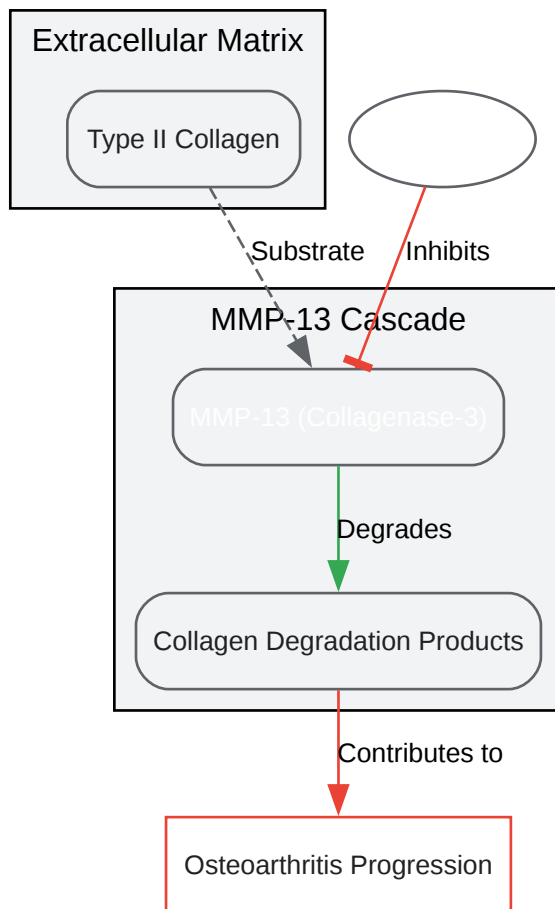 Extracellular Matrix
Type II Collagen
Substrate
Inhibits
MMP-13 Cascade
MMP-13 (Collagenase-3)
Degrades
Collagen Degradation Products
Contributes to
Osteoarthritis Progression